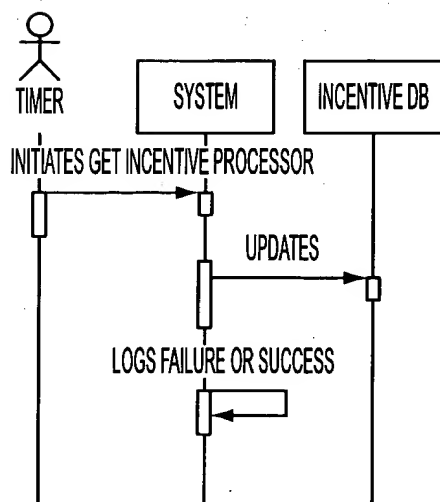 TIMER
SYSTEM
INCENTIVE DB
INITIATES GET INCENTIVE PROCESSOR
UPDATES
LOGS FAILURE OR SUCCESS